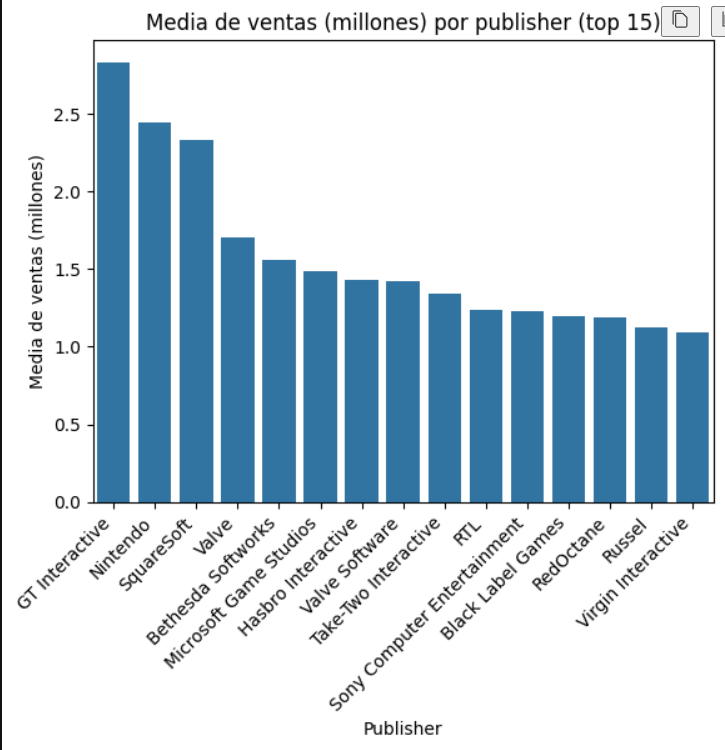 Media de ventas (millones) por publisher (top 15)
Media de ventas (millones)
2.5
2.0
1.5
1.0
0.5
0.0
GT Interactive
Nintendo
SquareSoft
Valve
Bethesda Softworks
Microsoft Game Studios
Hasbro Interactive
Valve Software
Take-Two Interactive
RTL
Sony Computer Entertainment
Black Label Games
RedOctane
Russel
Virgin Interactive
Publisher